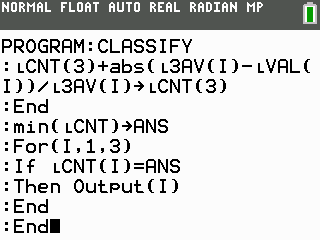 NORMAL FLOAT AUTO REAL RADIAN MP
PROGRAM:CLASSIFY
:ʟCNT(3)+abs(ʟ3AV(I)-ʟVAL(
I))/ʟ3AV(I)→ʟCNT(3)
:End
:min(ʟCNT)→ANS
:For(I,1,3)
:If ʟCNT(I)=ANS
:Then Output(I)
:End
:End